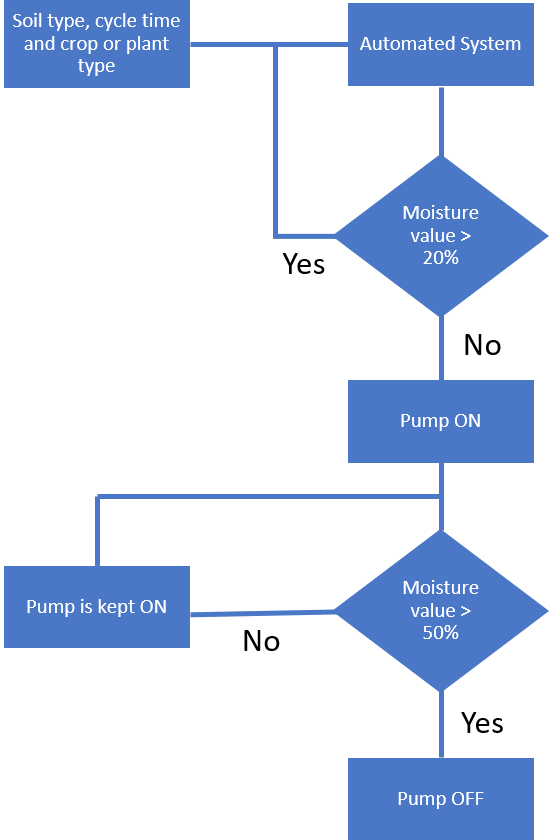 Soil type, cycle time
and crop or plant
type
Automated System
Moisture
value >
20%
Yes
No
Pump ON
Pump is kept ON
Moisture
value >
50%
No
Yes
Pump OFF